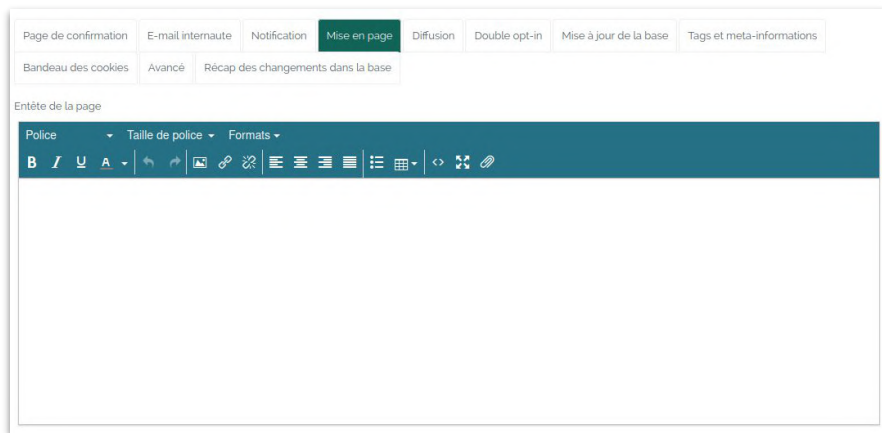 Page de confirmation E-mail internaute Notification Mise en page Diffusion Double opt-in Mise à jour de la base Tags et meta-informations
Bandeau des cookies Avancé Récap des changements dans la base
Entête de la page
Police Taille de police Formats
B I U A